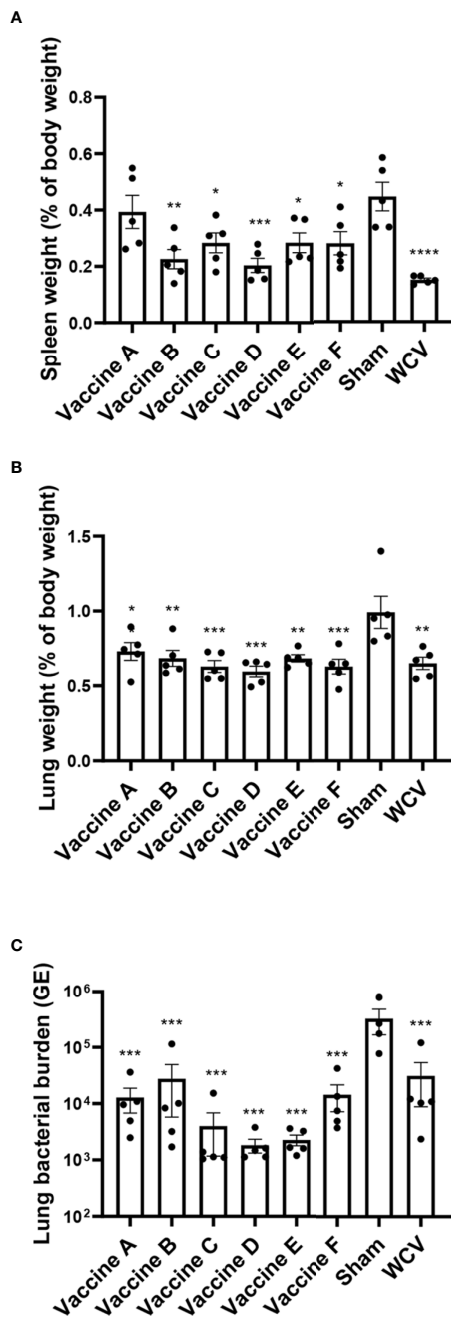 A
Spleen weight (% of body weight)
0.8
0.6
0.4
0.2
0.0
** * *** * * ****
Vaccine A Vaccine B Vaccine C Vaccine D Vaccine E Vaccine F Sham WCV
B
Lung weight (% of body weight)
1.5
1.0
0.5
0.0
* ** *** *** ** *** **
Vaccine A Vaccine B Vaccine C Vaccine D Vaccine E Vaccine F Sham WCV
C
Lung bacterial burden (GE)
10⁶
10⁵
10⁴
10³
10²
*** *** *** *** *** *** ***
Vaccine A Vaccine B Vaccine C Vaccine D Vaccine E Vaccine F Sham WCV